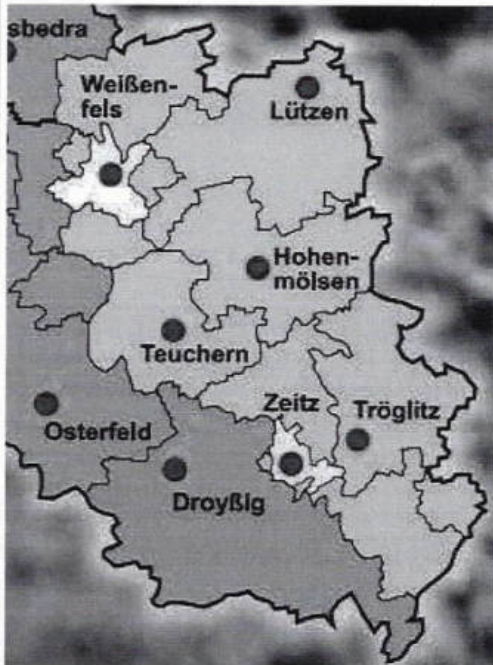 sbedra
Weißen-
fels
Lützen
Hohen-
mölsen
Teuchern
Zeitz
Tröglitz
Osterfeld
Droyßig